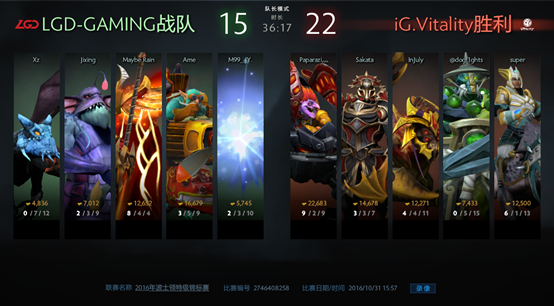 LGD LGD-GAMING战队 15 队长模式 22 iG.Vitality胜利
时长
36:17
Xz Jixing Maybe Rain Ame Paparazi... Sakata InJuly super
4,836 7,012 12,652 16,679 5,745 22,683 14,678 12,271 7,433 12,500
0 / 7 / 12 2 / 3 / 9 8 / 4 / 4 3 / 5 / 9 2 / 3 / 10 9 / 2 / 9 3 / 3 / 7 4 / 4 / 11 0 / 5 / 15 6 / 1 / 13
联赛名称 2016年波士顿特级锦标赛 比赛编号 2746408258 比赛日期/时间 2016/10/31 15:57 录像